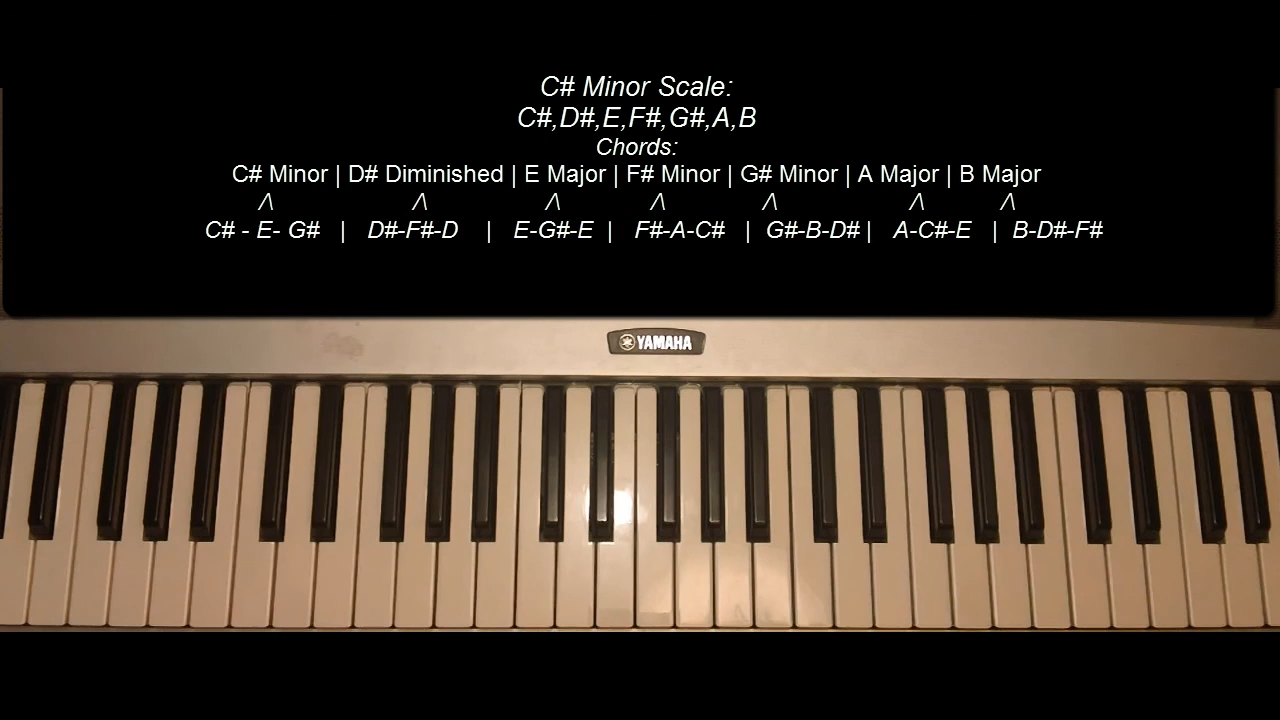 C# Minor Scale:
C#,D#,E,F#,G#,A,B
Chords:
C# Minor | D# Diminished | E Major | F# Minor | G# Minor | A Major | B Major
/\ /\ /\ /\ /\ /\ /\
C# - E- G# | D#-F#-D | E-G#-E | F#-A-C# | G#-B-D# | A-C#-E | B-D#-F#
YAMAHA